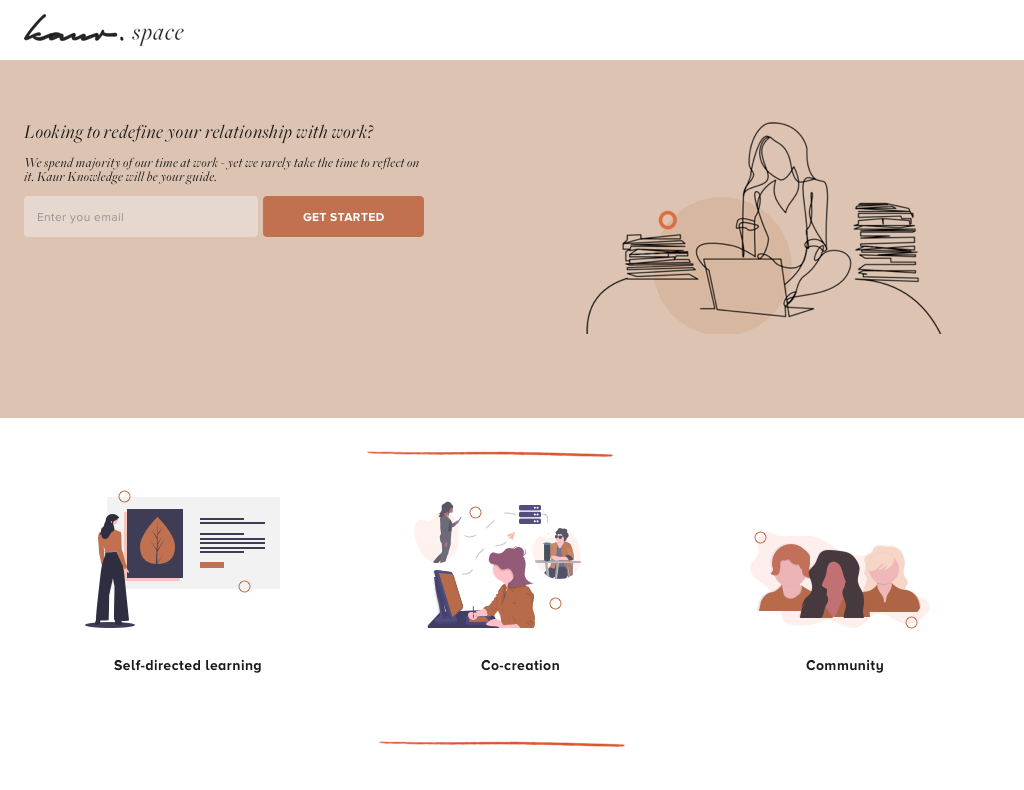 kaur. space
Looking to redefine your relationship with work?
We spend majority of our time at work - yet we rarely take the time to reflect on
it. Kaur Knowledge will be your guide.
Enter you email
GET STARTED
Self-directed learning
Co-creation
Community